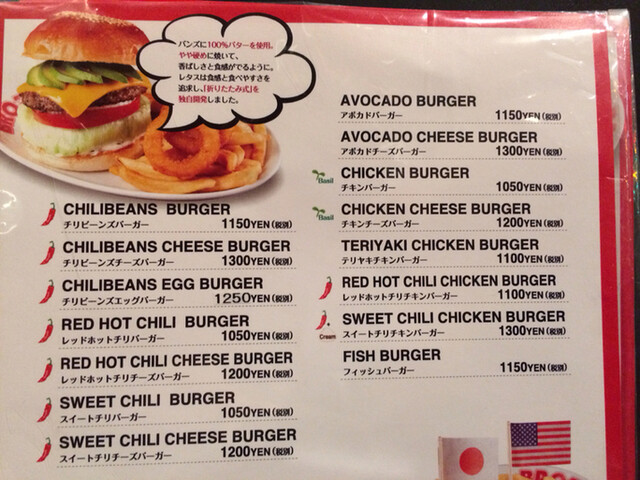 バンズに100%バターを使用。
やや硬めに焼いて、
香ばしさと食感がでるように。
レタスは食感と食べやすさを
追求し、「折りたたみ式」を
独自開発しました。
CHILIBEANS BURGER
チリビーンズバーガー 1150YEN(税別)
CHILIBEANS CHEESE BURGER
チリビーンズチーズバーガー 1300YEN(税別)
CHILIBEANS EGG BURGER
チリビーンズエッグバーガー 1250YEN(税別)
RED HOT CHILI BURGER
レッドホットチリバーガー 1050YEN(税別)
RED HOT CHILI CHEESE BURGER
レッドホットチリチーズバーガー 1200YEN(税別)
SWEET CHILI BURGER
スイートチリバーガー 1050YEN(税別)
SWEET CHILI CHEESE BURGER
スイートチリチーズバーガー 1200YEN(税別)
AVOCADO BURGER
アボカドバーガー 1150YEN(税別)
AVOCADO CHEESE BURGER
アボカドチーズバーガー 1300YEN(税別)
Basil CHICKEN BURGER
チキンバーガー 1050YEN(税別)
Basil CHICKEN CHEESE BURGER
チキンチーズバーガー 1200YEN(税別)
TERIYAKI CHICKEN BURGER
テリヤキチキンバーガー 1100YEN(税別)
RED HOT CHILI CHICKEN BURGER
レッドホットチリチキンバーガー 1100YEN(税別)
SWEET CHILI CHICKEN BURGER
Cream スイートチリチキンバーガー 1300YEN(税別)
FISH BURGER
フィッシュバーガー 1150YEN(税別)